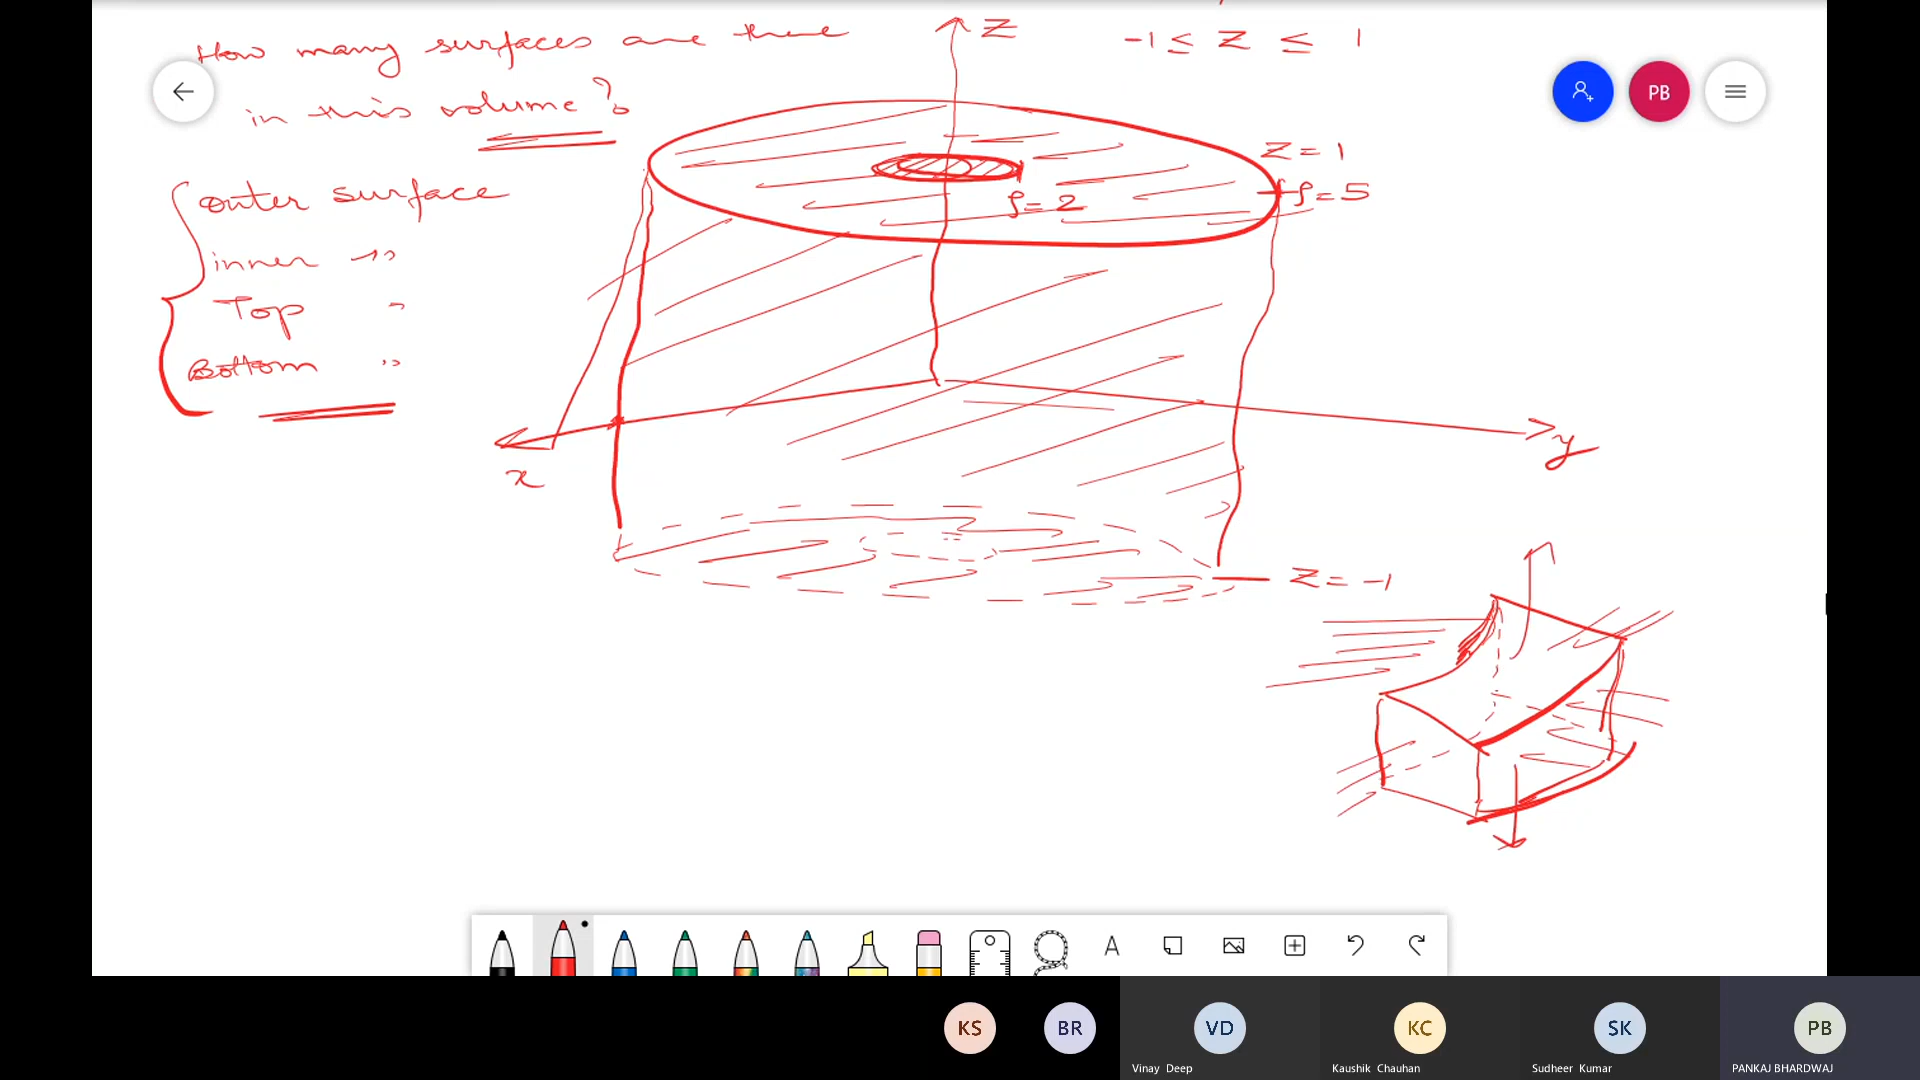 How many surfaces are there
in this volume?
outer surface
inner "
Top "
Bottom "
Z
-1 ≤ Z ≤ 1
Z = 1
ρ = 5
ρ = 2
x
y
Z = -1
PB
A
KS
BR
VD
Vinay Deep
KC
Kaushik Chauhan
SK
Sudheer Kumar
PB
PANKAJ BHARDWAJ